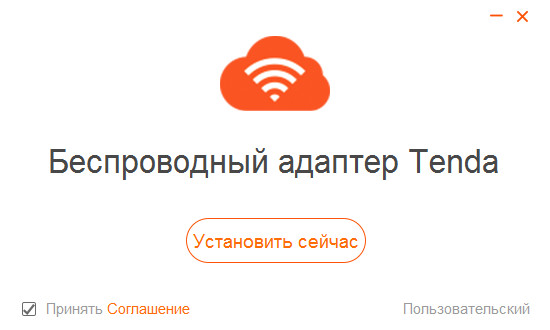 Беспроводный адаптер Tenda
Установить сейчас
Принять Соглашение
Пользовательский